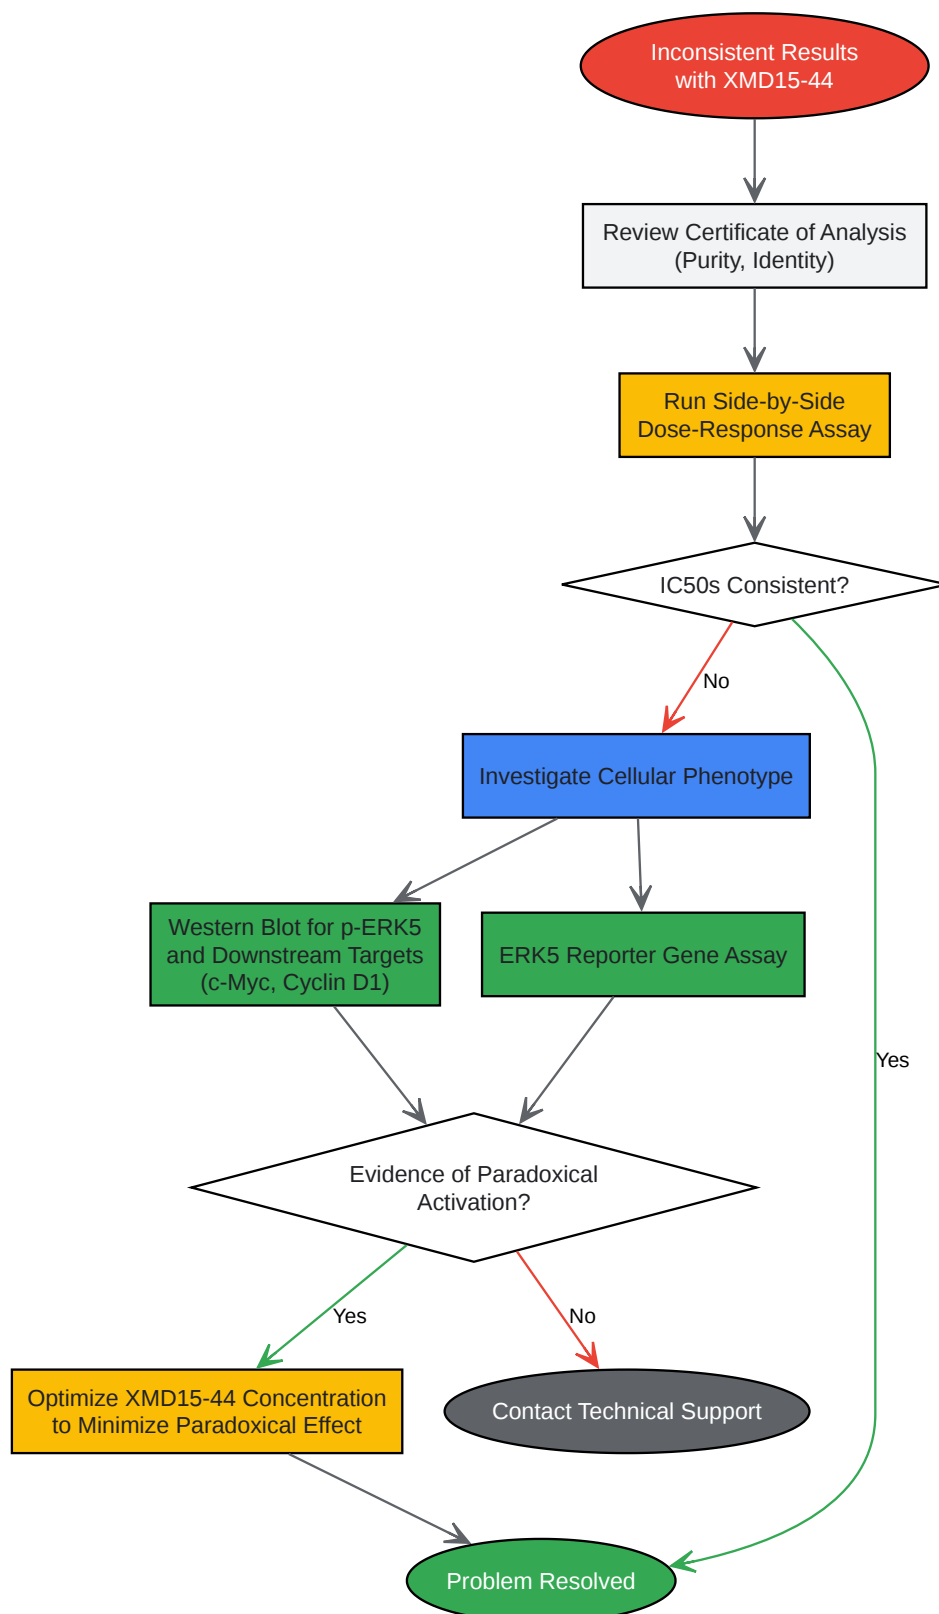 Inconsistent Results
with XMD15-44
Review Certificate of Analysis
(Purity, Identity)
Run Side-by-Side
Dose-Response Assay
IC50s Consistent?
No
Investigate Cellular Phenotype
Western Blot for p-ERK5
and Downstream Targets
(c-Myc, Cyclin D1)
ERK5 Reporter Gene Assay
Yes
Evidence of Paradoxical
Activation?
Yes
No
Optimize XMD15-44 Concentration
to Minimize Paradoxical Effect
Contact Technical Support
Problem Resolved